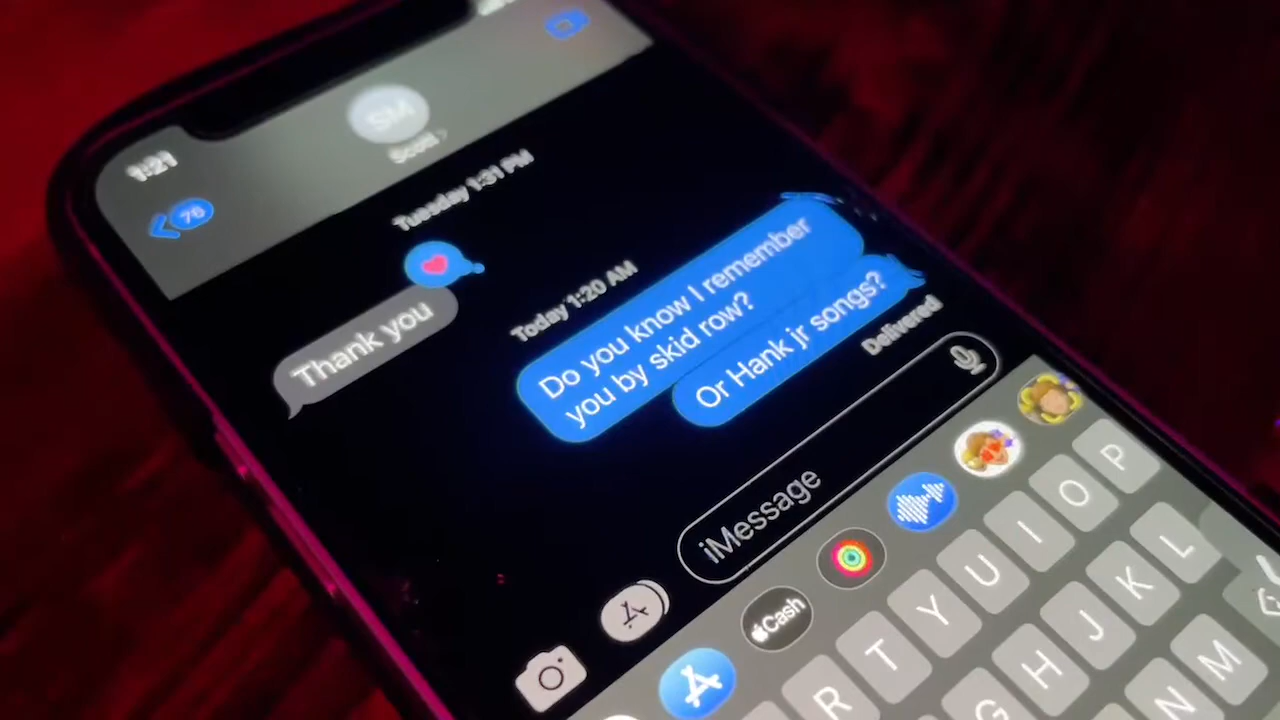 1:21
76
SM
Scott
Tuesday 1:31 PM
Thank you
Today 1:20 AM
Do you know I remember
you by skid row?
Or Hank jr songs?
Delivered
iMessage
Cash
R T Y U I O P
G H J K L
N M